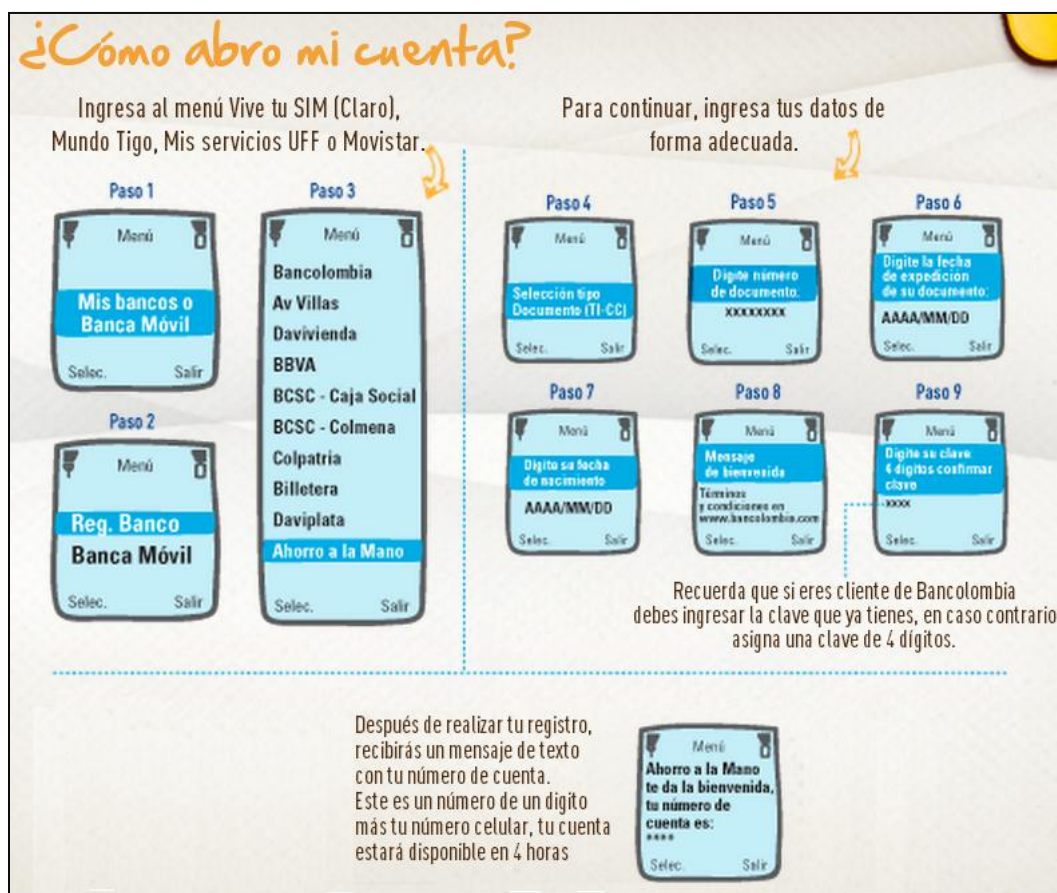 ¿Cómo abro mi cuenta?
Ingresa al menú Vive tu SIM (Claro),
Mundo Tigo, Mis servicios UFF o Movistar.
Paso 1
Menú
Mis bancos o
Banca Móvil
Selec. Salir
Paso 2
Menú
Reg. Banco
Banca Móvil
Selec. Salir
Paso 3
Menú
Bancolombia
Av Villas
Davivienda
BBVA
BCSC - Caja Social
BCSC - Colmena
Colpatria
Billetera
Daviplata
Ahorro a la Mano
Selec. Salir
Para continuar, ingresa tus datos de
forma adecuada.
Paso 4
Menú
Selección tipo
Documento (TI-CC)
Selec. Salir
Paso 5
Menú
Digite número
de documento:
xxxxxxxx
Selec. Salir
Paso 6
Menú
Digite la fecha
de expedición
de su documento:
AAAA/MM/DD
Selec. Salir
Paso 7
Menú
Digite su fecha
de nacimiento
AAAA/MM/DD
Selec. Salir
Paso 8
Menú
Mensaje
de bienvenida
Términos
y condiciones en
www.bancolombia.com
Selec. Salir
Paso 9
Menú
Digite su clave
4 digitos confirmar
clave
xxxx
Selec. Salir
Recuerda que si eres cliente de Bancolombia
debes ingresar la clave que ya tienes, en caso contrario
asigna una clave de 4 dígitos.
Después de realizar tu registro,
recibirás un mensaje de texto
con tu número de cuenta.
Este es un número de un digito
más tu número celular, tu cuenta
estará disponible en 4 horas
Menú
Ahorro a la Mano
te da la bienvenida,
tu número de
cuenta es:
****
Selec. Salir